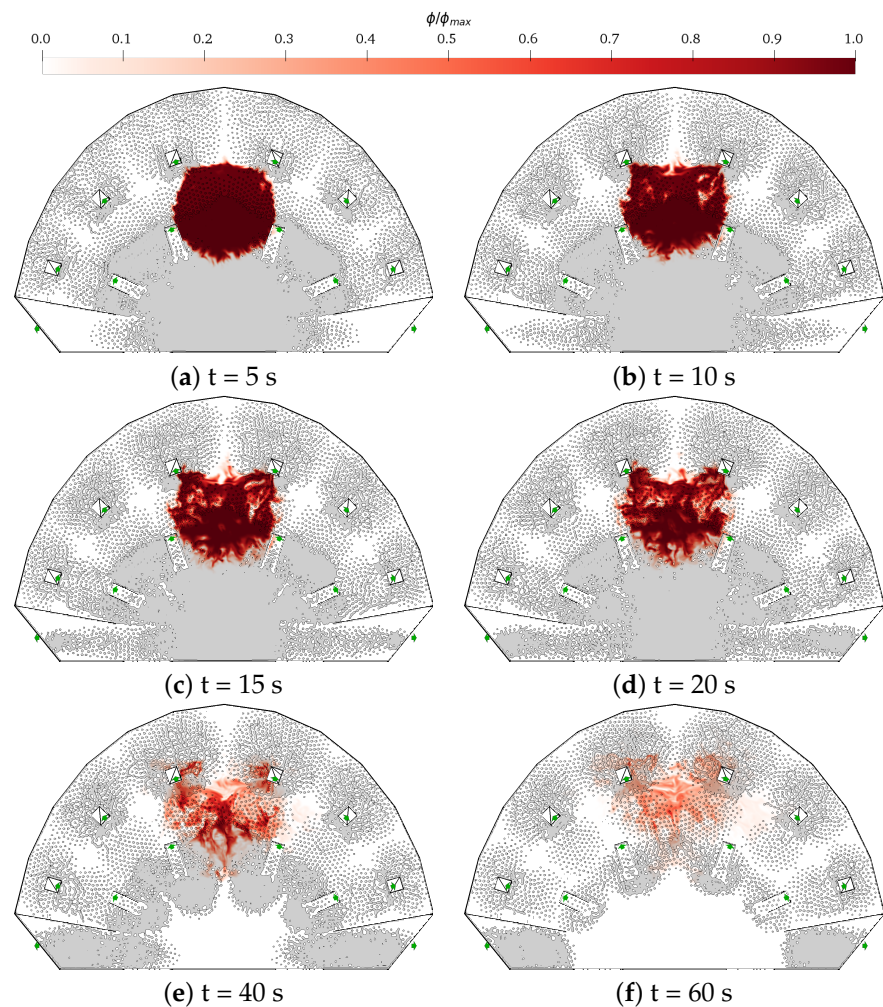 ϕ/ϕmax
0.0 0.1 0.2 0.3 0.4 0.5 0.6 0.7 0.8 0.9 1.0
(a) t = 5 s (b) t = 10 s
(c) t = 15 s (d) t = 20 s
(e) t = 40 s (f) t = 60 s